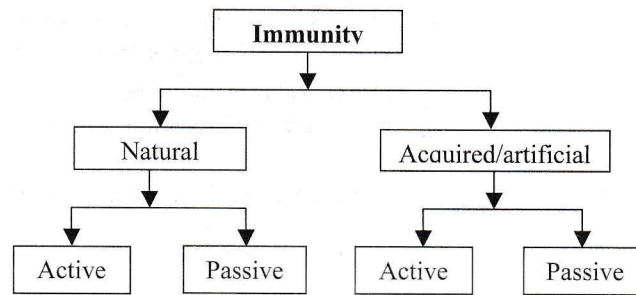 Immunity
Natural
Acquired/artificial
Active
Passive
Active
Passive